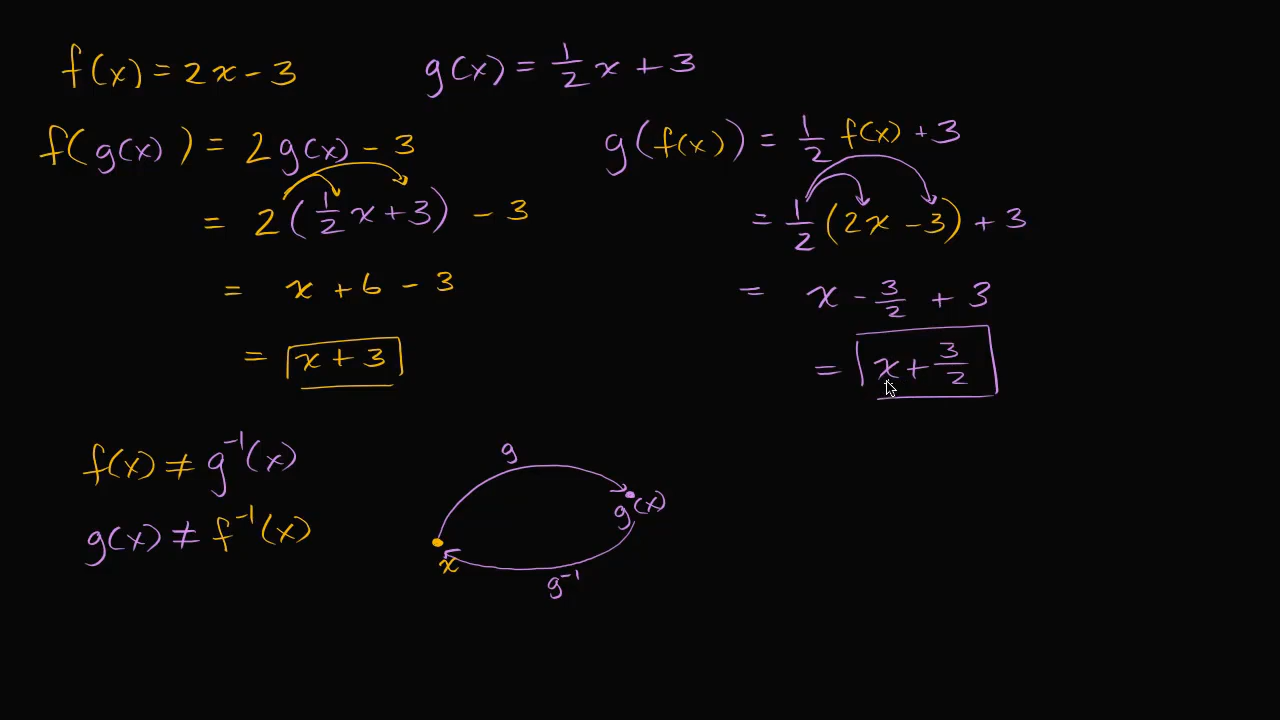 f(x) = 2x - 3
g(x) = 1/2 x + 3
f(g(x)) = 2g(x) - 3
= 2(1/2 x + 3) - 3
= x + 6 - 3
= x + 3
g(f(x)) = 1/2 f(x) + 3
= 1/2 (2x - 3) + 3
= x - 3/2 + 3
= x + 3/2
f(x) ≠ g⁻¹(x)
g(x) ≠ f⁻¹(x)
g
g(x)
x
g⁻¹